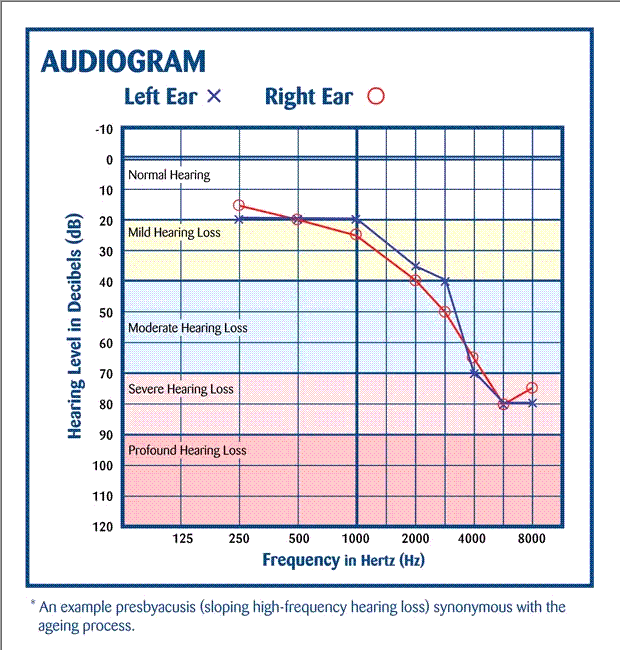 AUDIOGRAM
Left Ear × Right Ear ○
-10
0
Normal Hearing
10
20
Mild Hearing Loss
30
40
50
Moderate Hearing Loss
60
70
Severe Hearing Loss
80
90
Profound Hearing Loss
100
110
120
Hearing Level in Decibels (dB)
125 250 500 1000 2000 4000 8000
Frequency in Hertz (Hz)
* An example presbyacusis (sloping high-frequency hearing loss) synonymous with the
ageing process.